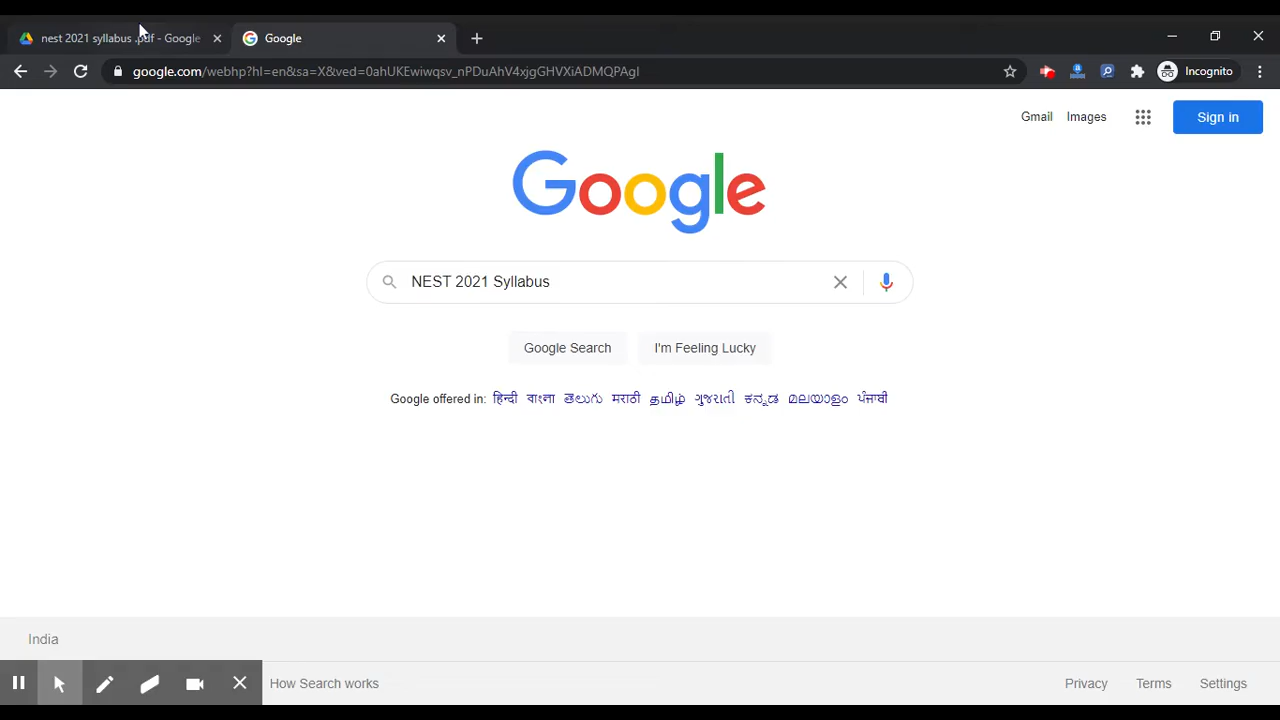 nest 2021 syllabus .pdf - Google
Google
google.com/webhp?hl=en&sa=X&ved=0ahUKEwiwqsv_nPDuAhV4xjgGHVXiADMQPAgI
Incognito
Gmail Images Sign in
Google
NEST 2021 Syllabus
Google Search I'm Feeling Lucky
Google offered in: हिन्दी বাংলা తెలుగు मराठी தமிழ் ગુજરાતી ಕನ್ನಡ മലയാളം ਪੰਜਾਬੀ
India
How Search works Privacy Terms Settings